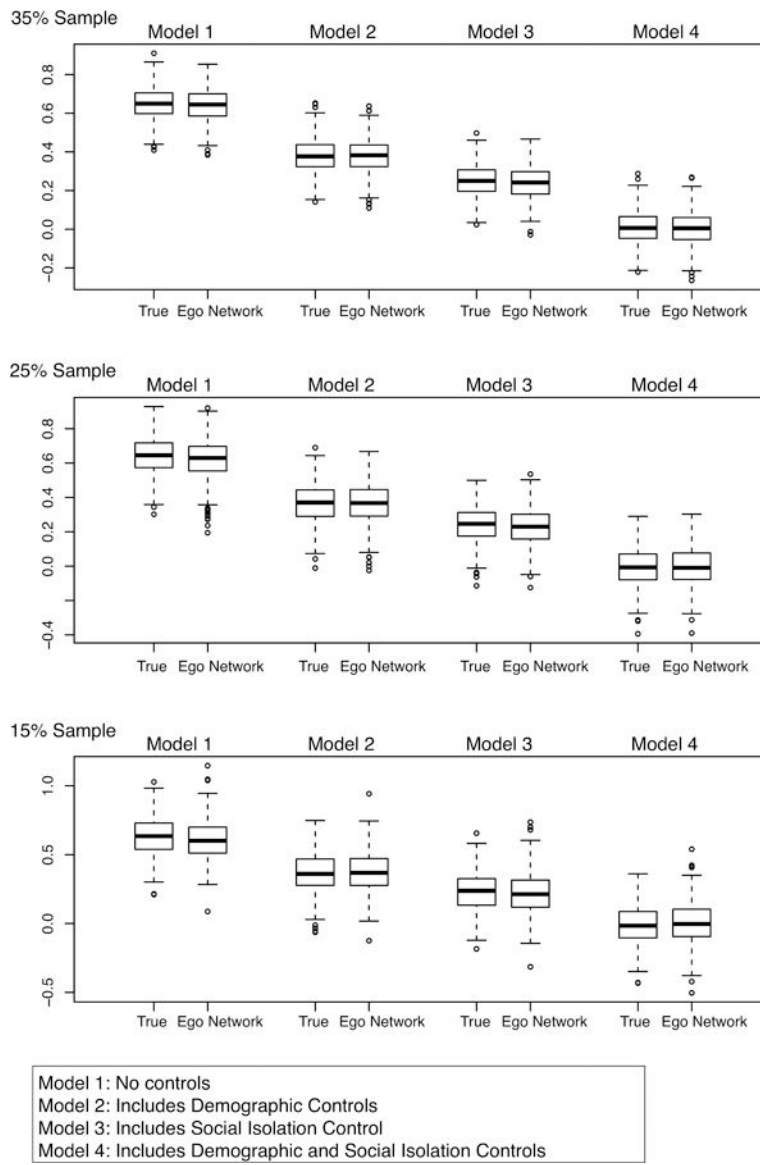 35% Sample
Model 1 Model 2 Model 3 Model 4
0.8
0.6
0.4
0.2
0.0
−0.2
True Ego Network True Ego Network True Ego Network True Ego Network
25% Sample
Model 1 Model 2 Model 3 Model 4
0.8
0.6
0.4
0.2
0.0
−0.4
True Ego Network True Ego Network True Ego Network True Ego Network
15% Sample
Model 1 Model 2 Model 3 Model 4
1.0
0.5
0.0
−0.5
True Ego Network True Ego Network True Ego Network True Ego Network
Model 1: No controls
Model 2: Includes Demographic Controls
Model 3: Includes Social Isolation Control
Model 4: Includes Demographic and Social Isolation Controls